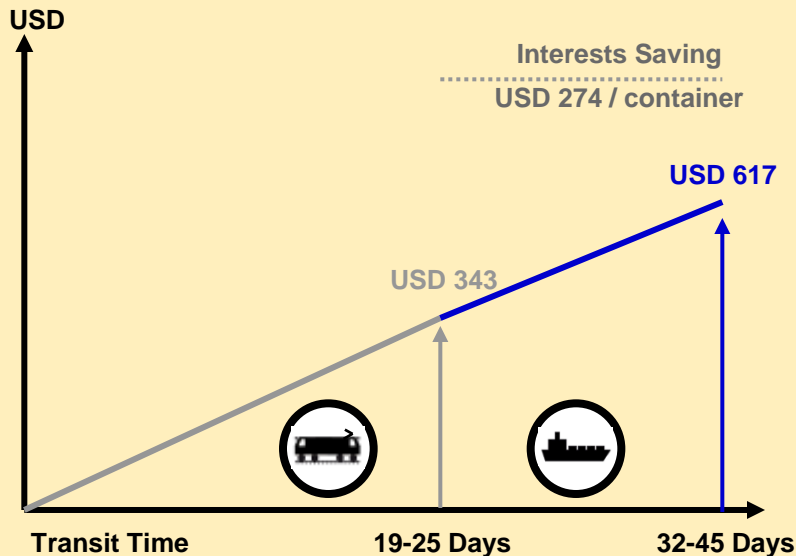 USD
Interests Saving
USD 274 / container
USD 617
USD 343
Transit Time
19-25 Days
32-45 Days